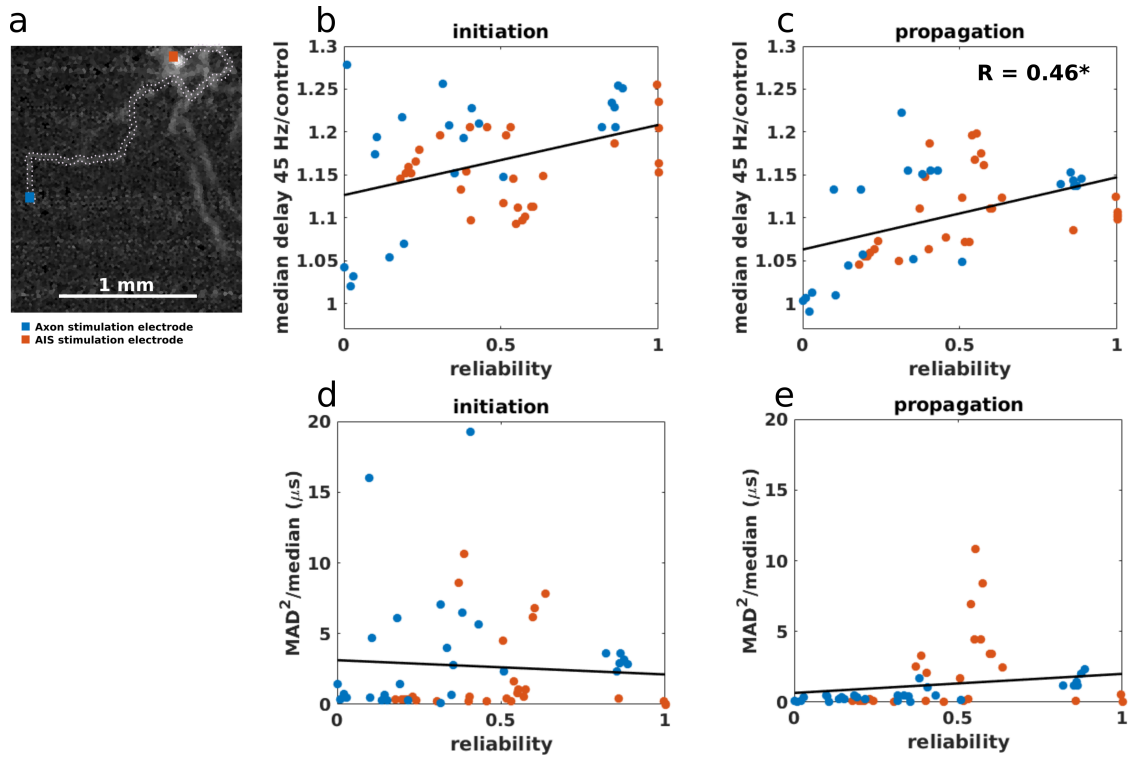 a
1 mm
Axon stimulation electrode
AIS stimulation electrode
b
initiation
median delay 45 Hz/control
1.3
1.25
1.2
1.15
1.1
1.05
1
0
0.5
1
reliability
c
propagation
R = 0.46*
median delay 45 Hz/control
1.3
1.25
1.2
1.15
1.1
1.05
1
0
0.5
1
reliability
d
initiation
MAD²/median (μs)
20
15
10
5
0
0
0.5
1
reliability
e
propagation
MAD²/median (μs)
20
15
10
5
0
0
0.5
1
reliability